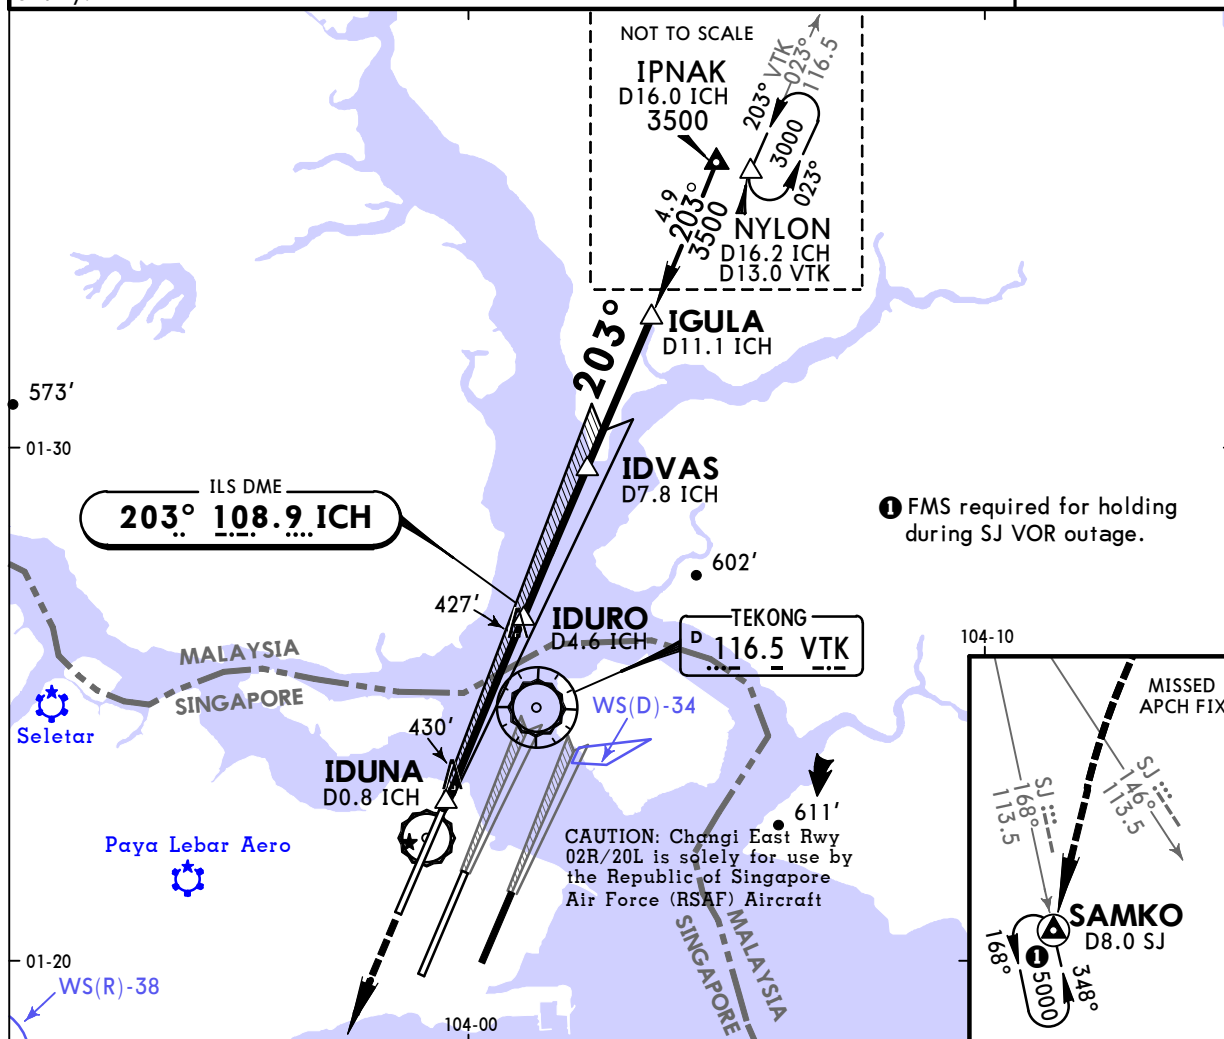 NOT TO SCALE
IPNAK
D16.0 ICH
3500
203° VTK
023°
116.5
3000
023°
4.9
203°
3500
NYLON
D16.2 ICH
D13.0 VTK
203°
IGULA
D11.1 ICH
573'
01-30
IDVAS
D7.8 ICH
ILS DME
203° 108.9 ICH
1 FMS required for holding
during SJ VOR outage.
602'
427'
IDURO
D4.6 ICH
TEKONG
D 116.5 VTK
104-10
MALAYSIA
SINGAPORE
Seletar
WS(D)-34
MISSED
APCH FIX
430'
IDUNA
D0.8 ICH
SJ
168°
113.5
SJ
146°
113.5
611'
Paya Lebar Aero
CAUTION: Changi East Rwy
02R/20L is solely for use by
the Republic of Singapore
Air Force (RSAF) Aircraft
MALAYSIA
SINGAPORE
SAMKO
D8.0 SJ
168°
1
5000
348°
01-20
WS(R)-38
104-00